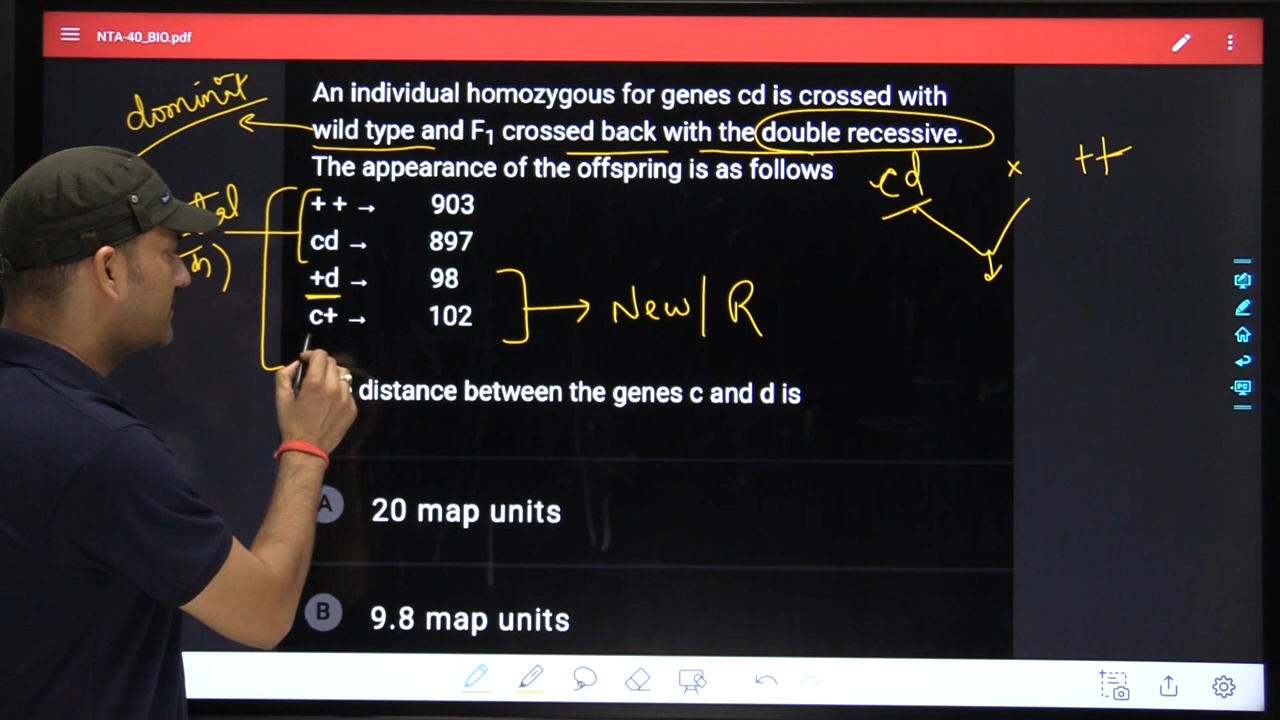 NTA-40_BIO.pdf
dominat
An individual homozygous for genes cd is crossed with
wild type and F₁ crossed back with the double recessive.
The appearance of the offspring is as follows
cd × ++
+ + → 903
cd → 897
+d → 98
c+ → 102
New/R
distance between the genes c and d is
A 20 map units
B 9.8 map units
PC